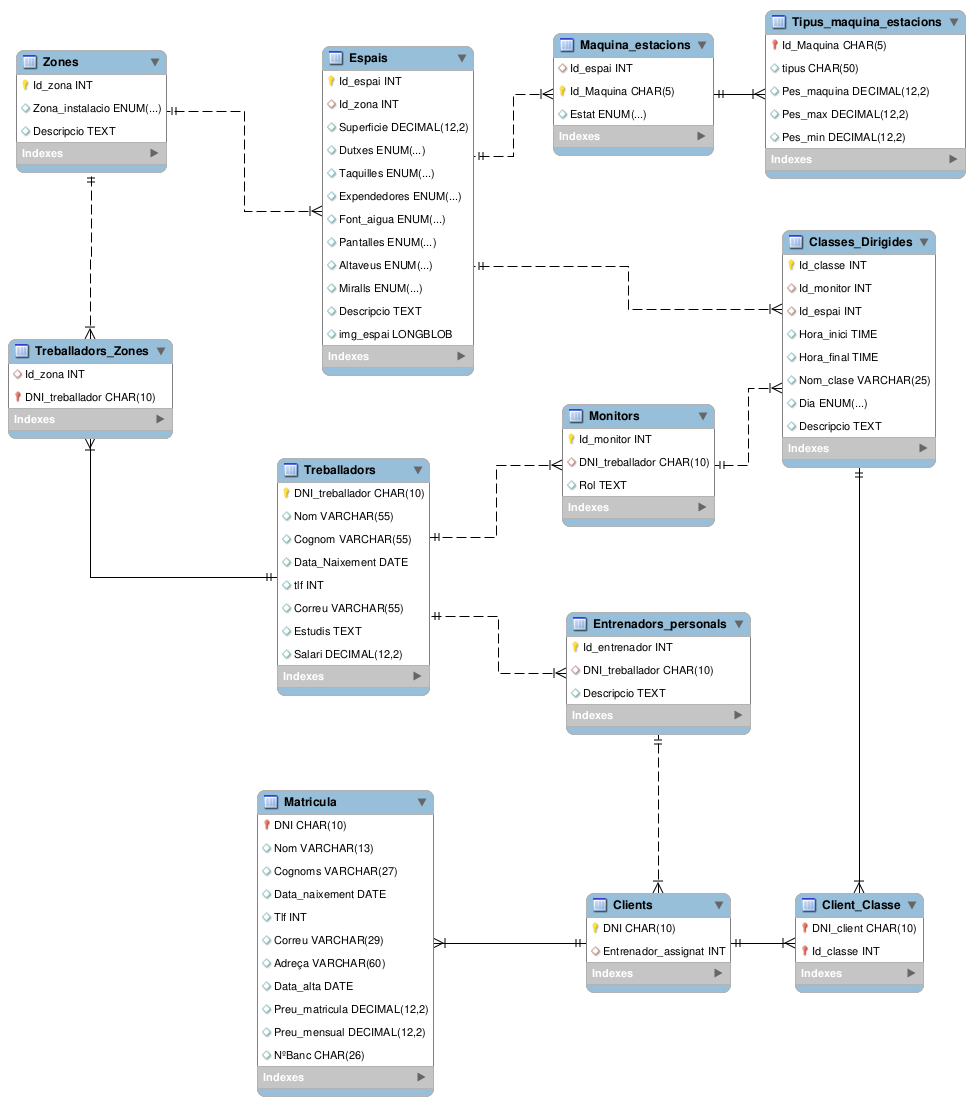 Zones
Id_zona INT
Zona_instalacio ENUM(...)
Descripcio TEXT
Indexes
Espais
Id_espai INT
Id_zona INT
Superficie DECIMAL(12,2)
Dutxes ENUM(...)
Taquilles ENUM(...)
Expendedores ENUM(...)
Font_aigua ENUM(...)
Pantalles ENUM(...)
Altaveus ENUM(...)
Miralls ENUM(...)
Descripcio TEXT
img_espai LONGBLOB
Indexes
Maquina_estacions
Id_espai INT
Id_Maquina CHAR(5)
Estat ENUM(...)
Indexes
Tipus_maquina_estacions
Id_Maquina CHAR(5)
tipus CHAR(50)
Pes_maquina DECIMAL(12,2)
Pes_max DECIMAL(12,2)
Pes_min DECIMAL(12,2)
Indexes
Classes_Dirigides
Id_classe INT
Id_monitor INT
Id_espai INT
Hora_inici TIME
Hora_final TIME
Nom_clase VARCHAR(25)
Dia ENUM(...)
Descripcio TEXT
Indexes
Treballadors_Zones
Id_zona INT
DNI_treballador CHAR(10)
Indexes
Monitors
Id_monitor INT
DNI_treballador CHAR(10)
Rol TEXT
Indexes
Treballadors
DNI_treballador CHAR(10)
Nom VARCHAR(55)
Cognom VARCHAR(55)
Data_Naixement DATE
tlf INT
Correu VARCHAR(55)
Estudis TEXT
Salari DECIMAL(12,2)
Indexes
Entrenadors_personals
Id_entrenador INT
DNI_treballador CHAR(10)
Descripcio TEXT
Indexes
Matricula
DNI CHAR(10)
Nom VARCHAR(13)
Cognoms VARCHAR(27)
Data_naixement DATE
Tlf INT
Correu VARCHAR(29)
Adreça VARCHAR(60)
Data_alta DATE
Preu_matricula DECIMAL(12,2)
Preu_mensual DECIMAL(12,2)
NºBanc CHAR(26)
Indexes
Clients
DNI CHAR(10)
Entrenador_assignat INT
Indexes
Client_Classe
DNI_client CHAR(10)
Id_classe INT
Indexes